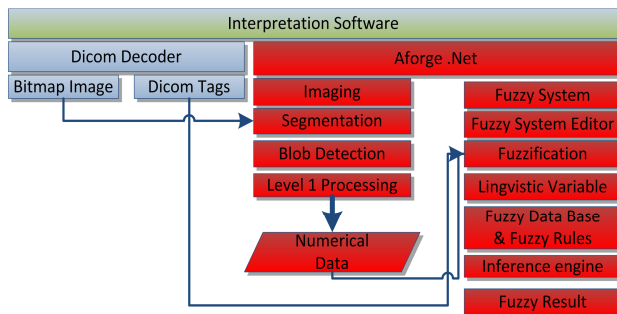 Interpretation Software
Dicom Decoder
Aforge .Net
Bitmap Image
Dicom Tags
Imaging
Segmentation
Blob Detection
Level 1 Processing
Numerical
Data
Fuzzy System
Fuzzy System Editor
Fuzzification
Lingvistic Variable
Fuzzy Data Base
& Fuzzy Rules
Inference engine
Fuzzy Result